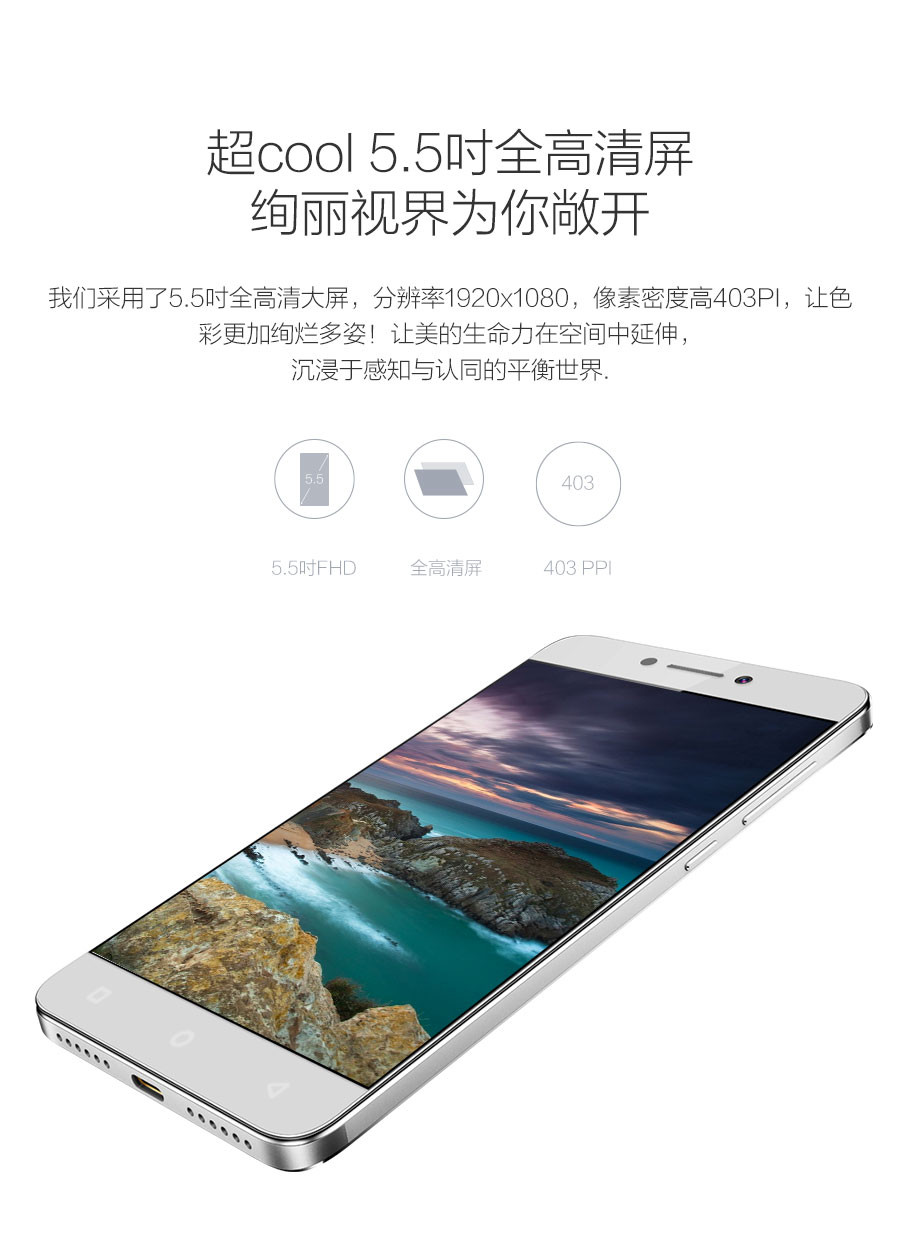 超cool 5.5吋全高清屏
绚丽视界为你敞开
我们采用了5.5吋全高清大屏，分辨率1920x1080，像素密度高403PI，让色
彩更加绚烂多姿！让美的生命力在空间中延伸，
沉浸于感知与认同的平衡世界.
5.5
403
5.5吋FHD
全高清屏
403 PPI